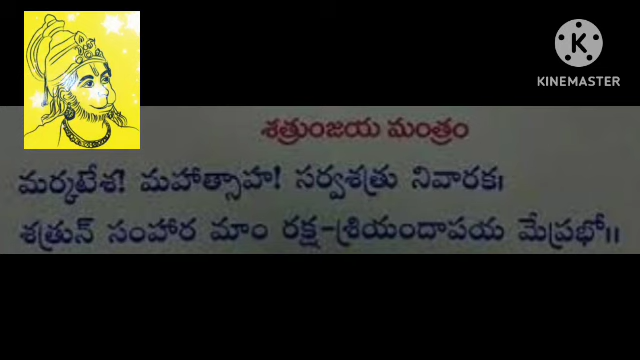 KINEMASTER
శత్రుంజయ మంత్రం
మర్కటేశ! మహోత్సాహ! సర్వశత్రు నివారక।
శత్రున్ సంహార మాం రక్ష-శ్రియందాపయ మేప్రభో॥